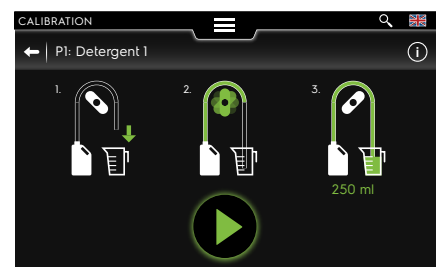 CALIBRATION
P1: Detergent 1
i
1.
2.
3.
250 ml